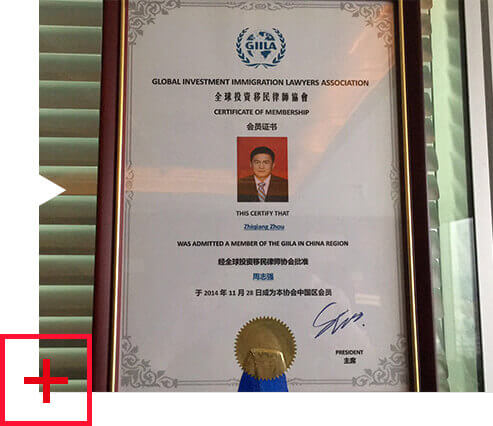 GIILA
GLOBAL INVESTMENT IMMIGRATION LAWYERS ASSOCIATION
全球投資移民律師協會
CERTIFICATE OF MEMBERSHIP
会员证书
THIS CERTIFY THAT
Zhiqiang Zhou
WAS ADMITTED A MEMBER OF THE GIILA IN CHINA REGION
经全球投资移民律师协会批准
周志强
于 2014 年 11 月 28 日成为本协会中国区会员
PRESIDENT
主席